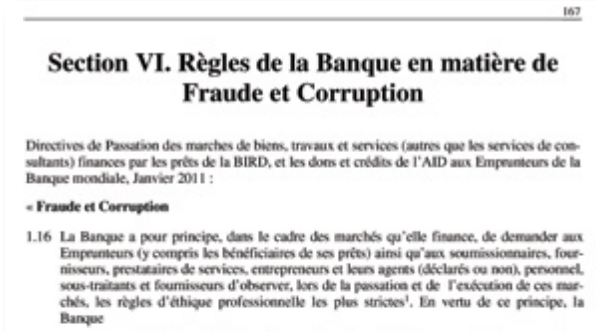 167
Section VI. Règles de la Banque en matière de
Fraude et Corruption
Directives de Passation des marches de biens, travaux et services (autres que les services de con-
sultants) finances par les prêts de la BIRD, et les dons et crédits de l'AID aux Emprunteurs de la
Banque mondiale, Janvier 2011 :
« Fraude et Corruption
1.16 La Banque a pour principe, dans le cadre des marchés qu'elle finance, de demander aux
Emprunteurs (y compris les bénéficiaires de ses prêts) ainsi qu'aux soumissionnaires, four-
nisseurs, prestataires de services, entrepreneurs et leurs agents (déclarés ou non), personnel,
sous-traitants et fournisseurs d'observer, lors de la passation et de l'exécution de ces mar-
chés, les règles d'éthique professionnelle les plus strictes¹. En vertu de ce principe, la
Banque